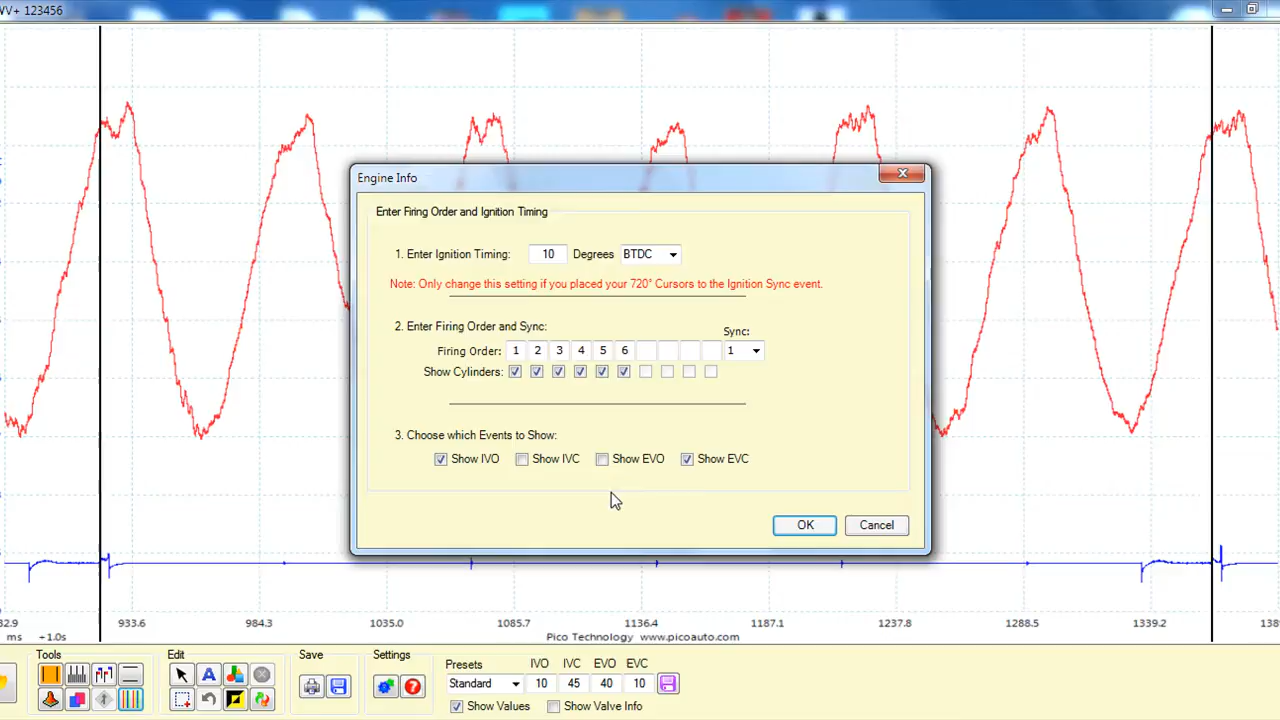 VV+ 123456
Engine Info
Enter Firing Order and Ignition Timing
1. Enter Ignition Timing: 10 Degrees BTDC
Note: Only change this setting if you placed your 720° Cursors to the Ignition Sync event.
2. Enter Firing Order and Sync:
Sync:
Firing Order: 1 2 3 4 5 6 1
Show Cylinders:
3. Choose which Events to Show:
Show IVO Show IVC Show EVO Show EVC
OK Cancel
933.6 984.3 1035.0 1085.7 1136.4 1187.1 1237.8 1288.5 1339.2
ms +1.0s Pico Technology www.picoauto.com
Tools Edit Save Settings Presets IVO IVC EVO EVC
Standard 10 45 40 10
Show Values Show Valve Info